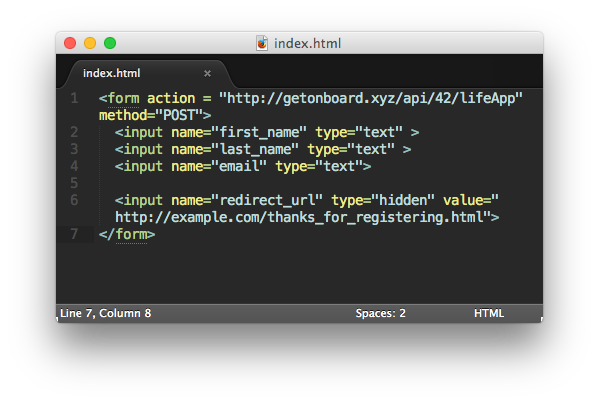 index.html
index.html ×
1 <form action = "http://getonboard.xyz/api/42/lifeApp"
method="POST">
2 <input name="first_name" type="text" >
3 <input name="last_name" type="text" >
4 <input name="email" type="text">
5
6 <input name="redirect_url" type="hidden" value="
http://example.com/thanks_for_registering.html">
7 </form>
Line 7, Column 8 Spaces: 2 HTML